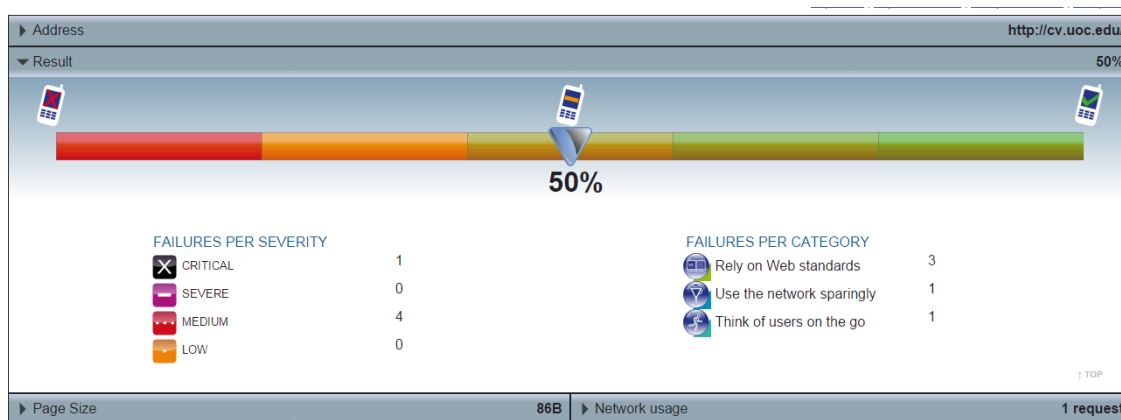 Address http://cv.uoc.edu/
Result 50%
50%
FAILURES PER SEVERITY
CRITICAL 1
SEVERE 0
MEDIUM 4
LOW 0
FAILURES PER CATEGORY
Rely on Web standards 3
Use the network sparingly 1
Think of users on the go 1
↑ TOP
Page Size 86B
Network usage 1 request